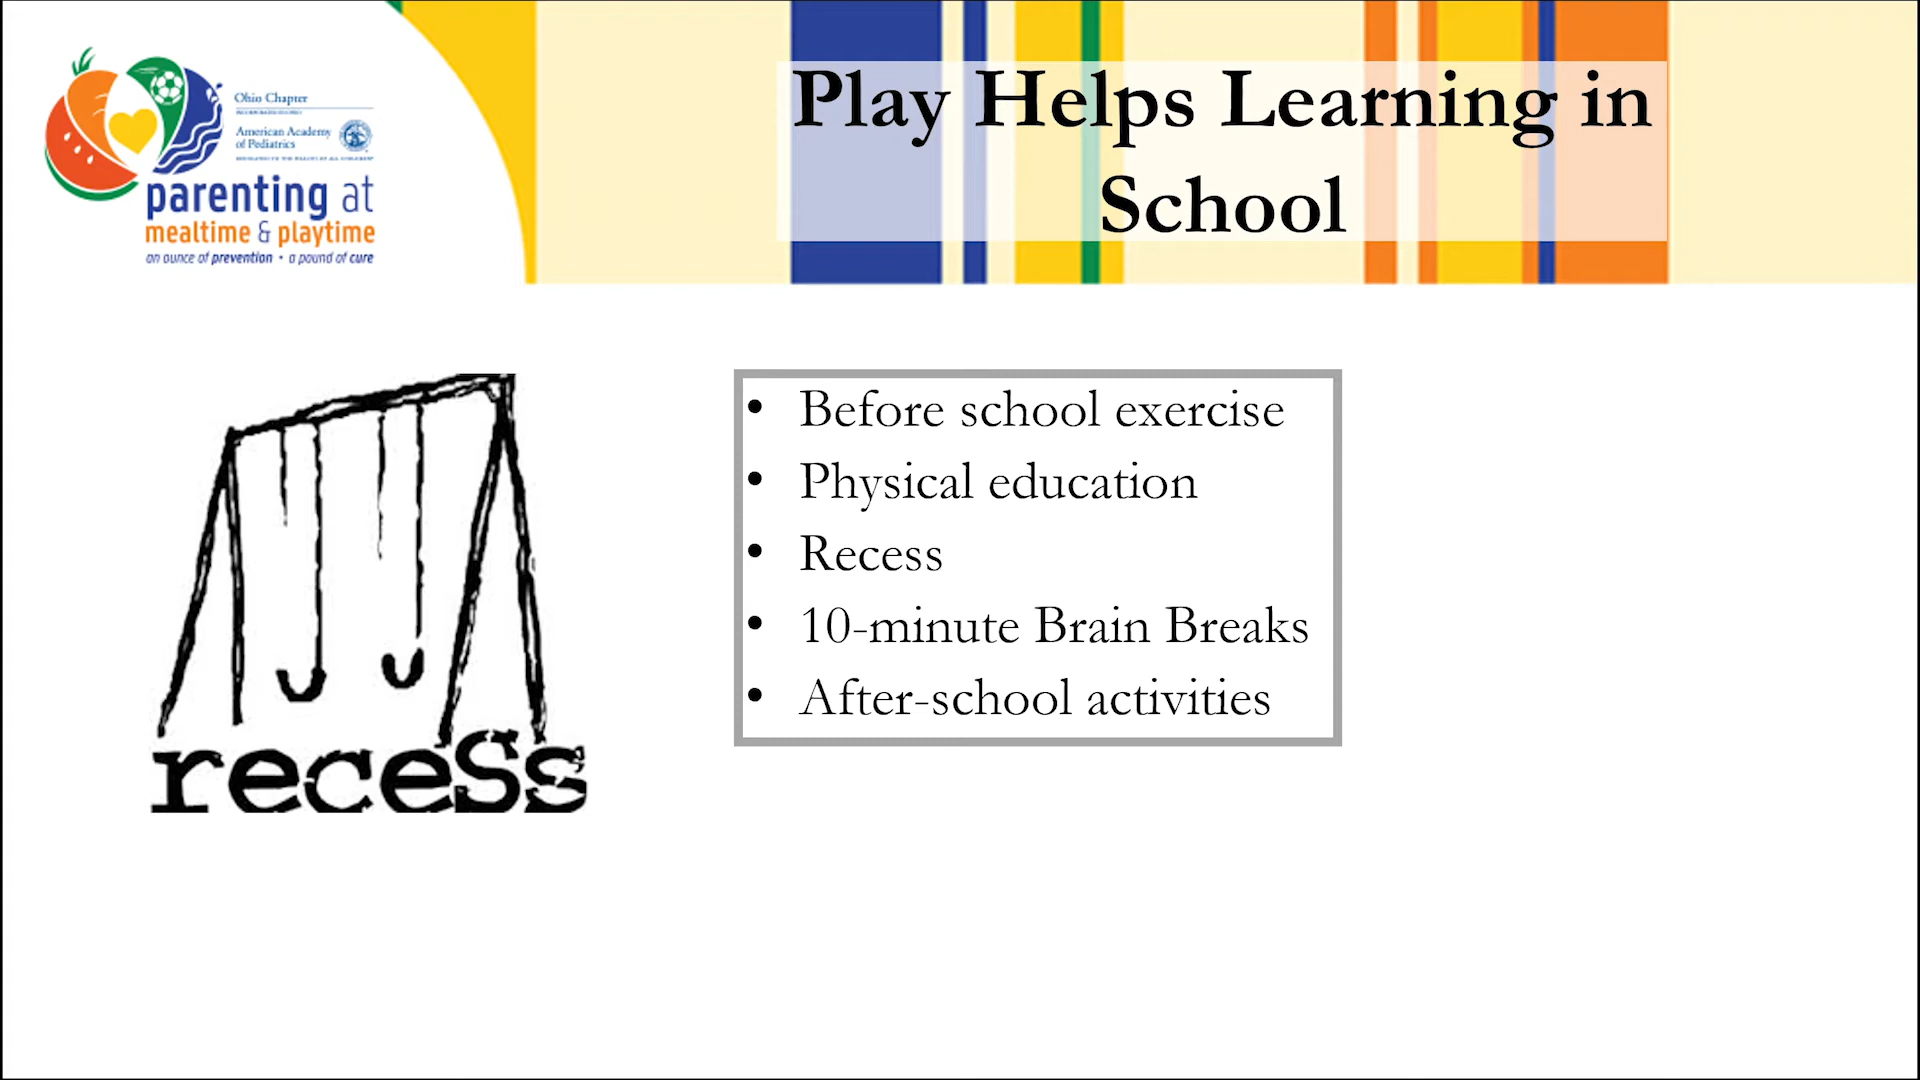 Ohio Chapter
American Academy
of Pediatrics
parenting at
mealtime & playtime
an ounce of prevention • a pound of cure
Play Helps Learning in
School
• Before school exercise
• Physical education
• Recess
• 10-minute Brain Breaks
• After-school activities
receSs